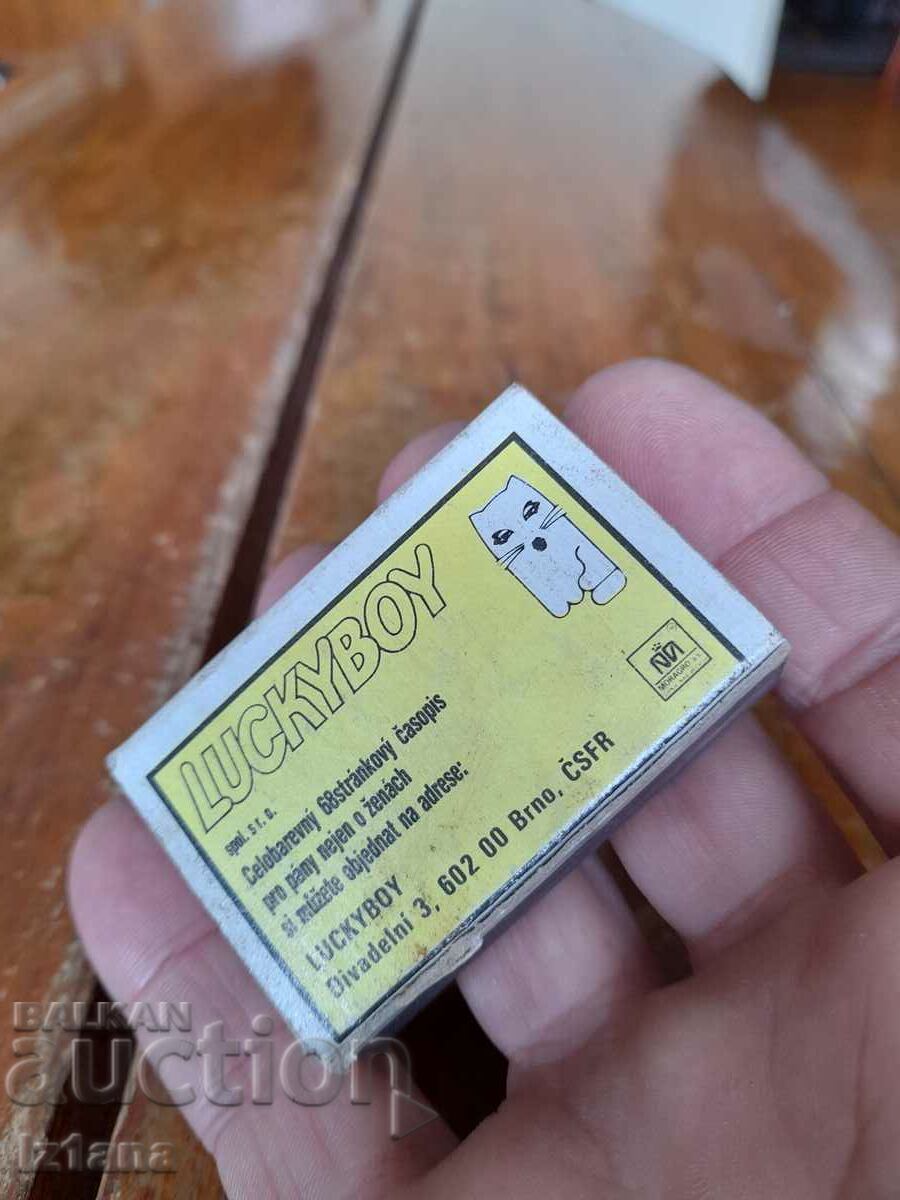 LUCKYBOY
spol. s r. o.
Celobarevný 68stránkový časopis
pro pány nejen o ženách
si můžete objednat na adrese:
LUCKYBOY
Divadelní 3, 602 00 Brno, ČSFR
MORAGRO a.s.
BALKAN
auction
iz1ana